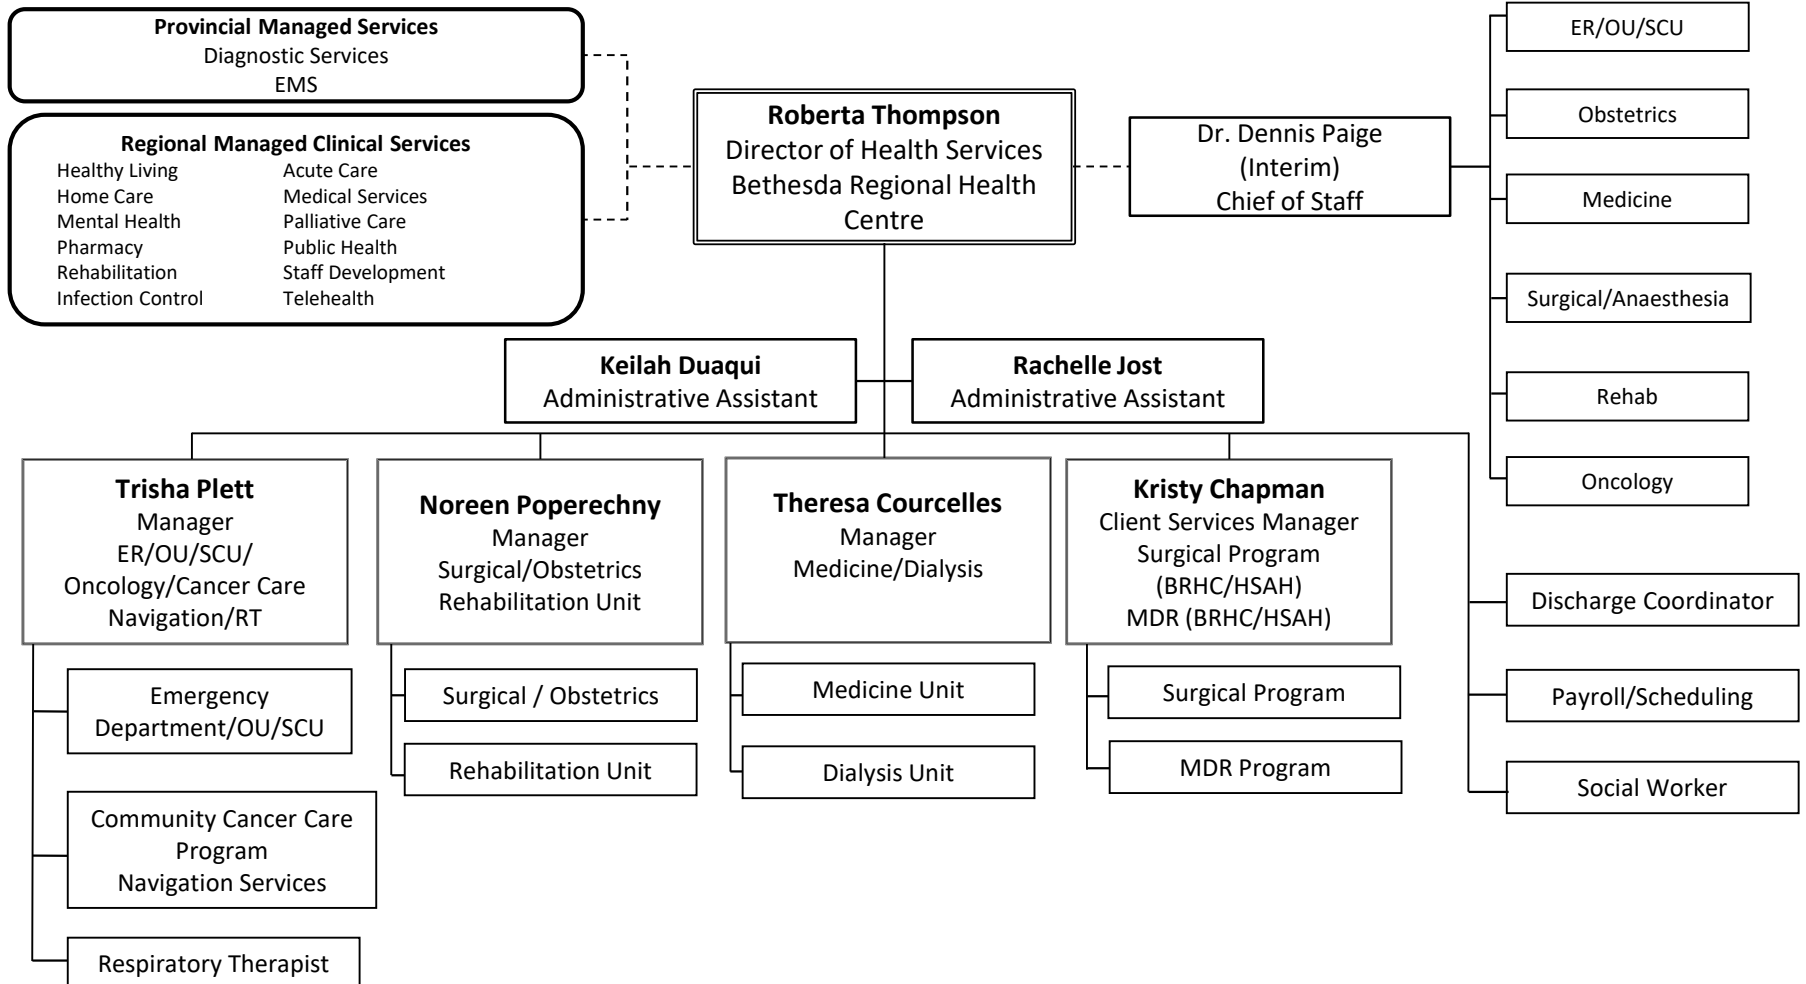 Provincial Managed Services
Diagnostic Services
EMS
Regional Managed Clinical Services
Healthy Living
Home Care
Mental Health
Pharmacy
Rehabilitation
Infection Control
Acute Care
Medical Services
Palliative Care
Public Health
Staff Development
Telehealth
Roberta Thompson
Director of Health Services
Bethesda Regional Health
Centre
Dr. Dennis Paige
(Interim)
Chief of Staff
ER/OU/SCU
Obstetrics
Medicine
Surgical/Anaesthesia
Rehab
Oncology
Keilah Duaqui
Administrative Assistant
Rachelle Jost
Administrative Assistant
Trisha Plett
Manager
ER/OU/SCU/
Oncology/Cancer Care
Navigation/RT
Emergency
Department/OU/SCU
Community Cancer Care
Program
Navigation Services
Respiratory Therapist
Noreen Poperechny
Manager
Surgical/Obstetrics
Rehabilitation Unit
Surgical / Obstetrics
Rehabilitation Unit
Theresa Courcelles
Manager
Medicine/Dialysis
Medicine Unit
Dialysis Unit
Kristy Chapman
Client Services Manager
Surgical Program
(BRHC/HSAH)
MDR (BRHC/HSAH)
Surgical Program
MDR Program
Discharge Coordinator
Payroll/Scheduling
Social Worker